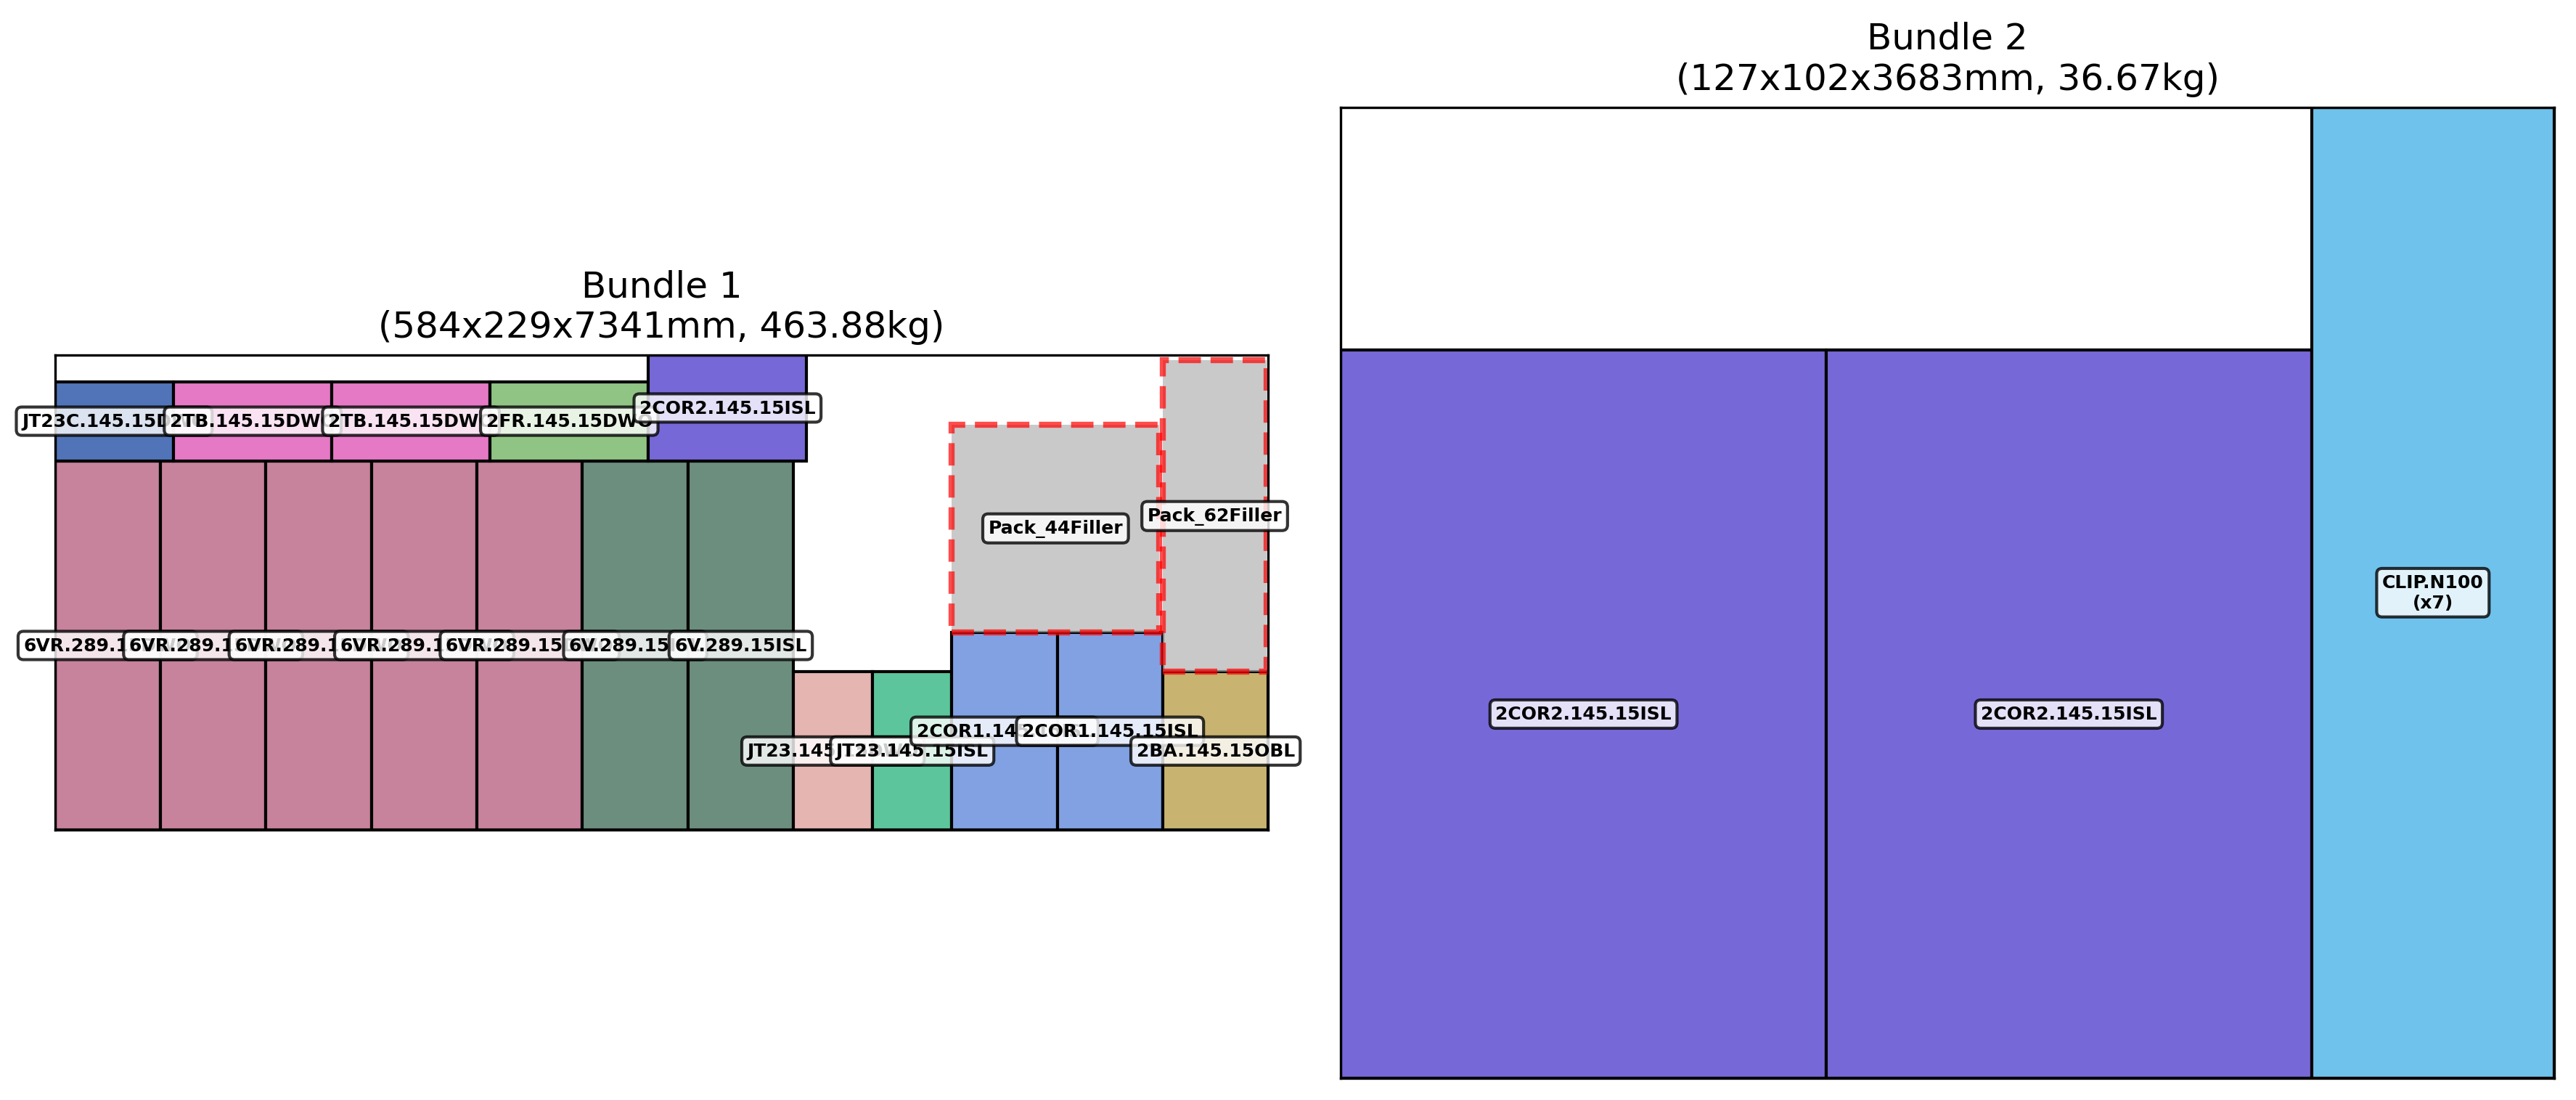 Bundle 1
(584x229x7341mm, 463.88kg)
JT23C.145.15D
2TB.145.15DW
2TB.145.15DW
2FR.145.15DWO
2COR2.145.15ISL
Pack_44Filler
Pack_62Filler
6VR.289.1
6VR.289.1
6VR.289.1
6VR.289.1
6VR.289.15
6V.289.15I
6V.289.15ISL
JT23.145
JT23.145.15ISL
2COR1.14
2COR1.145.15ISL
2BA.145.15OBL
Bundle 2
(127x102x3683mm, 36.67kg)
2COR2.145.15ISL
2COR2.145.15ISL
CLIP.N100
(x7)